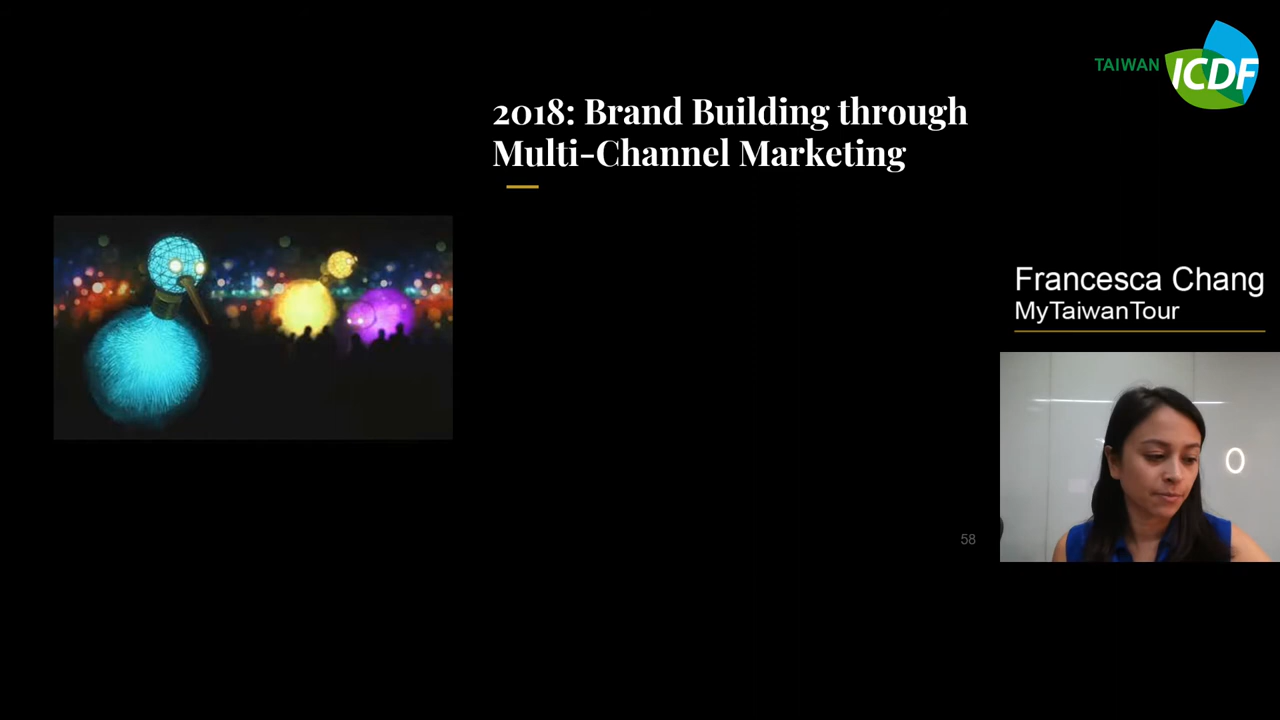 TAIWAN ICDF
2018: Brand Building through
Multi-Channel Marketing
Francesca Chang
MyTaiwanTour
58